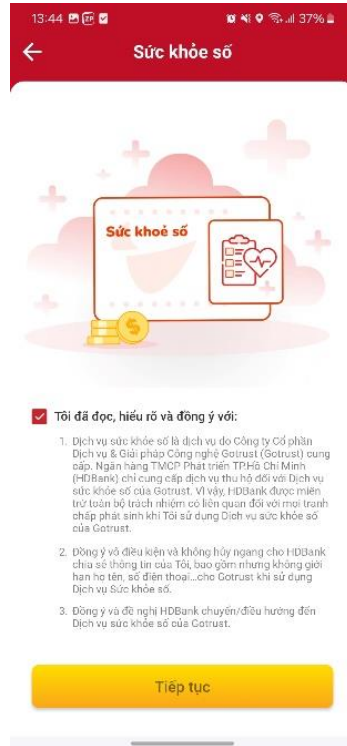 13:44
37%
Sức khỏe số
Sức khoẻ số
Tôi đã đọc, hiểu rõ và đồng ý với:
1. Dịch vụ sức khỏe số là dịch vụ do Công ty Cổ phần
Dịch vụ & Giải pháp Công nghệ Gotrust (Gotrust) cung
cấp. Ngân hàng TMCP Phát triển TP.Hồ Chí Minh
(HDBank) chỉ cung cấp dịch vụ thu hộ đối với Dịch vụ
sức khỏe số của Gotrust. Vì vậy, HDBank được miễn
trừ toàn bộ trách nhiệm có liên quan đối với mọi tranh
chấp phát sinh khi Tôi sử dụng Dịch vụ sức khỏe số
của Gotrust.
2. Đồng ý vô điều kiện và không hủy ngang cho HDBank
chia sẻ thông tin của Tôi, bao gồm nhưng không giới
hạn họ tên, số điện thoại...cho Gotrust khi sử dụng
Dịch vụ Sức khỏe số.
3. Đồng ý và đề nghị HDBank chuyển/điều hướng đến
Dịch vụ sức khỏe số của Gotrust.
Tiếp tục